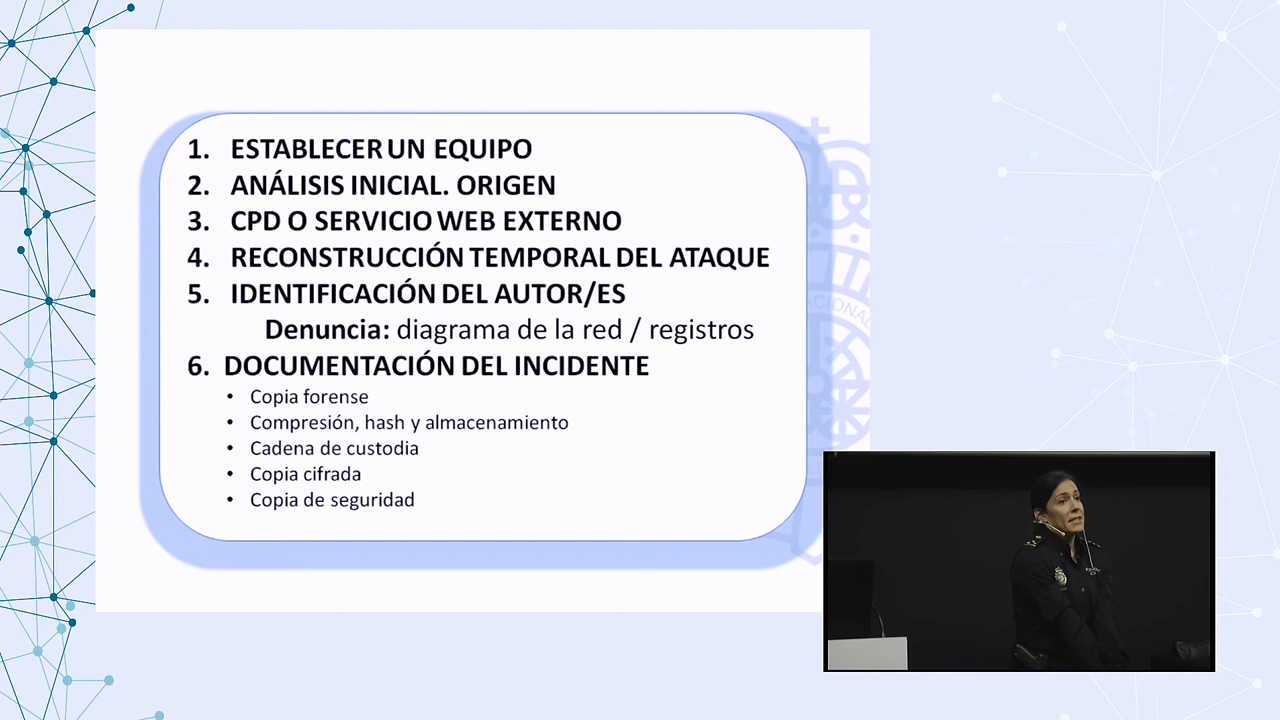 1. ESTABLECER UN EQUIPO
2. ANÁLISIS INICIAL. ORIGEN
3. CPD O SERVICIO WEB EXTERNO
4. RECONSTRUCCIÓN TEMPORAL DEL ATAQUE
5. IDENTIFICACIÓN DEL AUTOR/ES
Denuncia: diagrama de la red / registros
6. DOCUMENTACIÓN DEL INCIDENTE
• Copia forense
• Compresión, hash y almacenamiento
• Cadena de custodia
• Copia cifrada
• Copia de seguridad